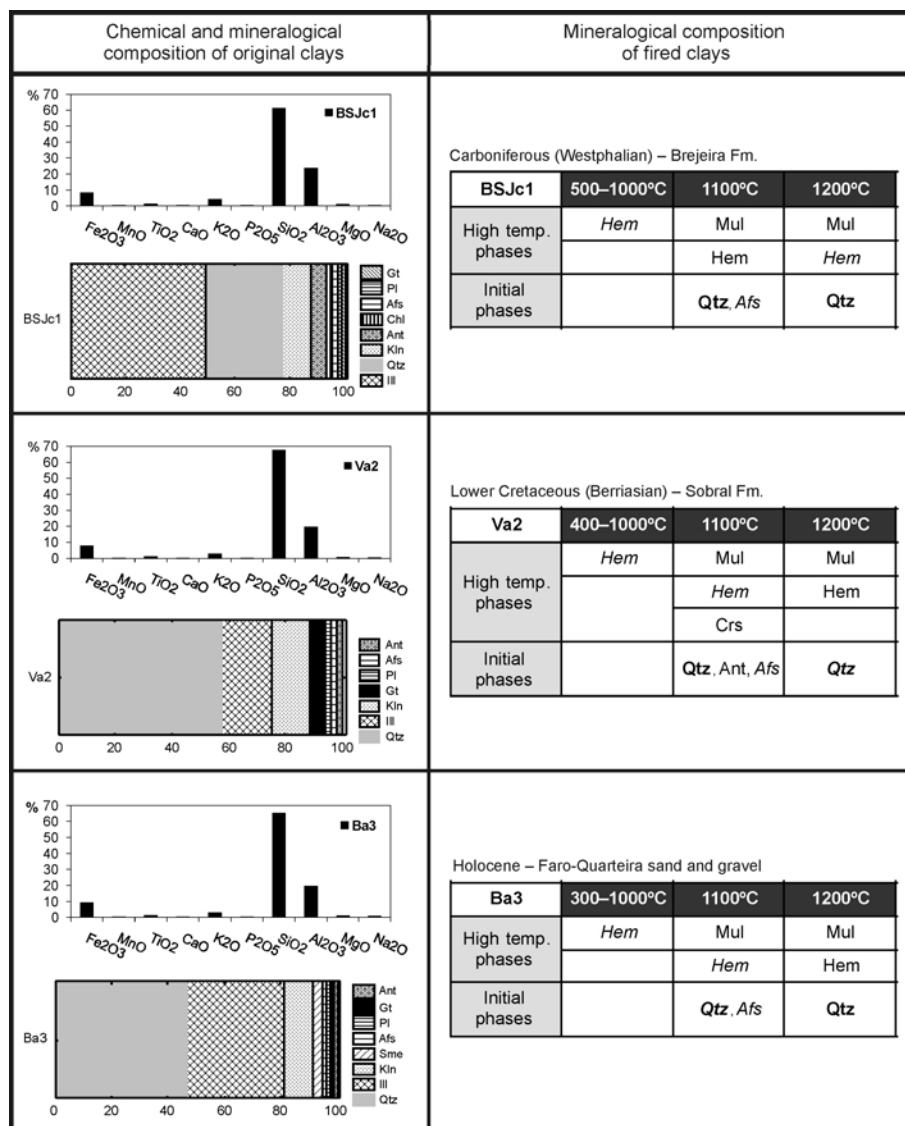 Chemical and mineralogical
composition of original clays
Mineralogical composition
of fired clays
% 70
60
50
40
30
20
10
0
BSJc1
Fe2O3 MnO TiO2 CaO K2O P2O5 SiO2 Al2O3 MgO Na2O
BSJc1
0 20 40 60 80 100
Gt
Pl
Afs
Chl
Ant
Kln
Qtz
Ill
Carboniferous (Westphalian) – Brejeira Fm.
BSJc1 500–1000ºC 1100ºC 1200ºC
High temp. phases Hem Mul Mul
Hem Hem
Initial phases Qtz, Afs Qtz
% 70
60
50
40
30
20
10
0
Va2
Fe2O3 MnO TiO2 CaO K2O P2O5 SiO2 Al2O3 MgO Na2O
Va2
0 20 40 60 80 100
Ant
Afs
Pl
Gt
Kln
Ill
Qtz
Lower Cretaceous (Berriasian) – Sobral Fm.
Va2 400–1000ºC 1100ºC 1200ºC
High temp. phases Hem Mul Mul
Hem Hem
Crs
Initial phases Qtz, Ant, Afs Qtz
% 70
60
50
40
30
20
10
0
Ba3
Fe2O3 MnO TiO2 CaO K2O P2O5 SiO2 Al2O3 MgO Na2O
Ba3
0 20 40 60 80 100
Ant
Gt
Pl
Afs
Sme
Kln
Ill
Qtz
Holocene – Faro-Quarteira sand and gravel
Ba3 300–1000ºC 1100ºC 1200ºC
High temp. phases Hem Mul Mul
Hem Hem
Initial phases Qtz, Afs Qtz